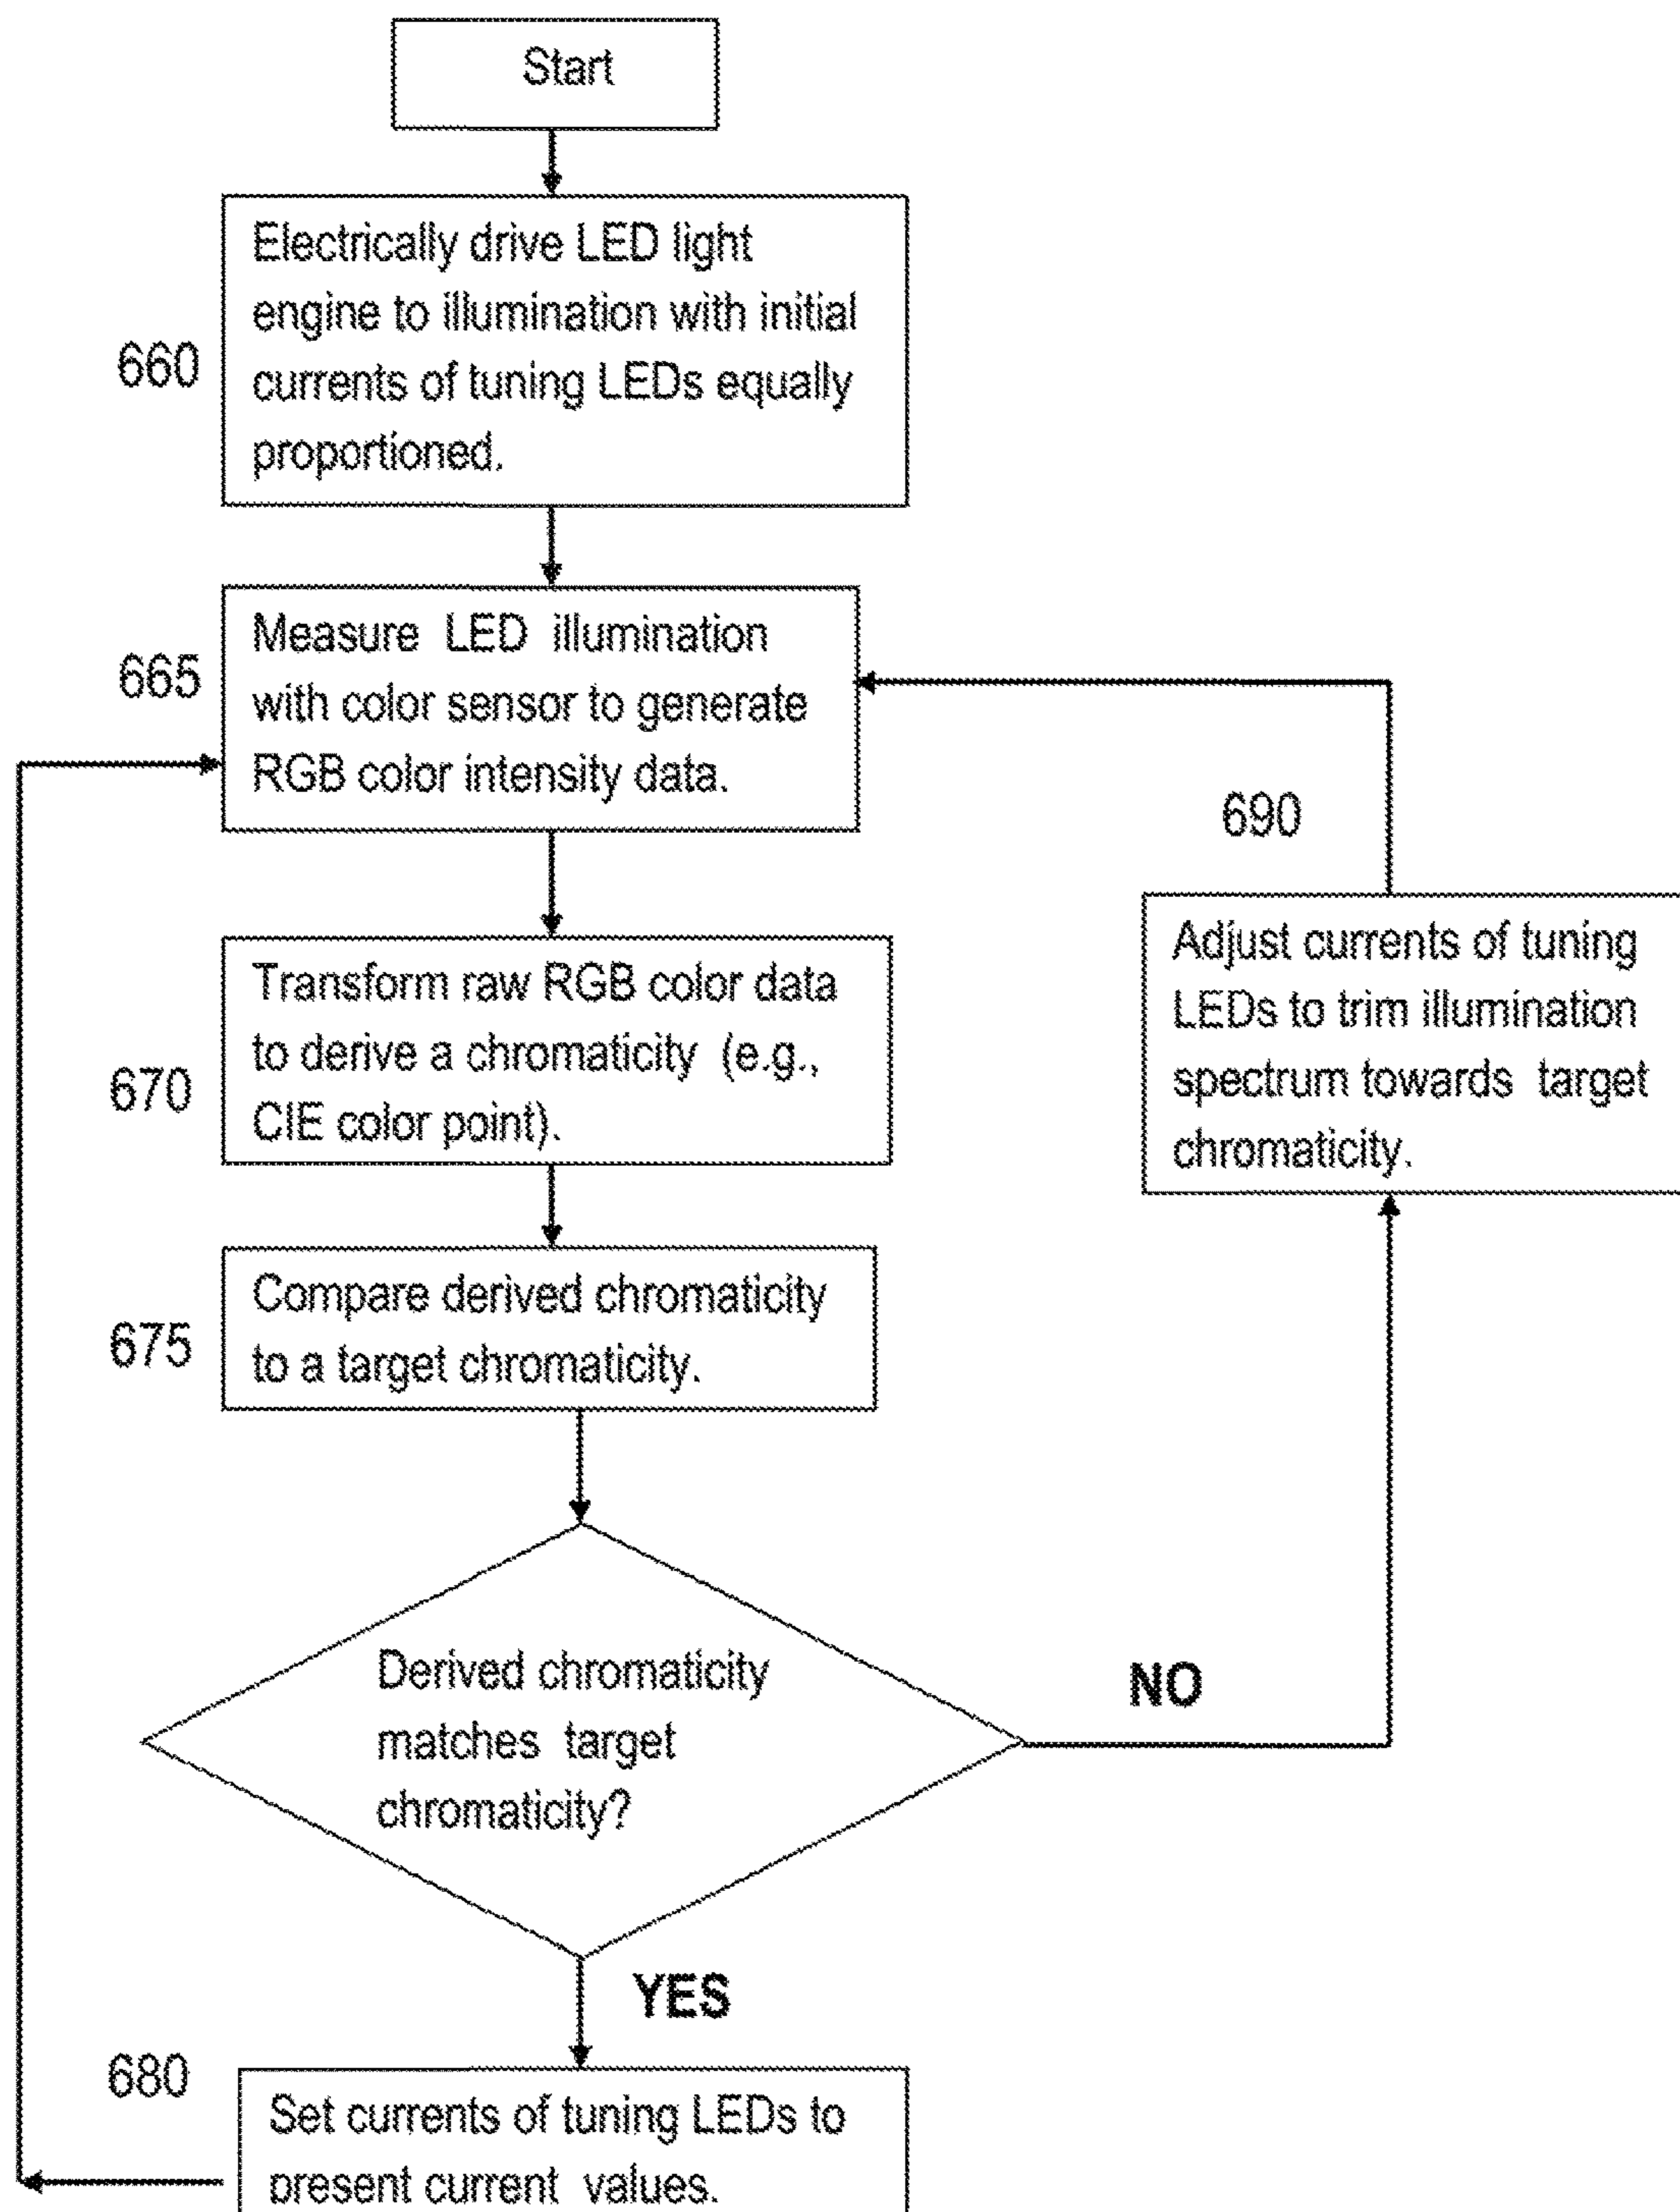 Start
660
Electrically drive LED light
engine to illumination with initial
currents of tuning LEDs equally
proportioned.
665
Measure LED illumination
with color sensor to generate
RGB color intensity data.
690
Adjust currents of tuning
LEDs to trim illumination
spectrum towards target
chromaticity.
670
Transform raw RGB color data
to derive a chromaticity (e.g.,
CIE color point).
675
Compare derived chromaticity
to a target chromaticity.
Derived chromaticity
matches target
chromaticity?
NO
YES
680
Set currents of tuning LEDs to
present current values.